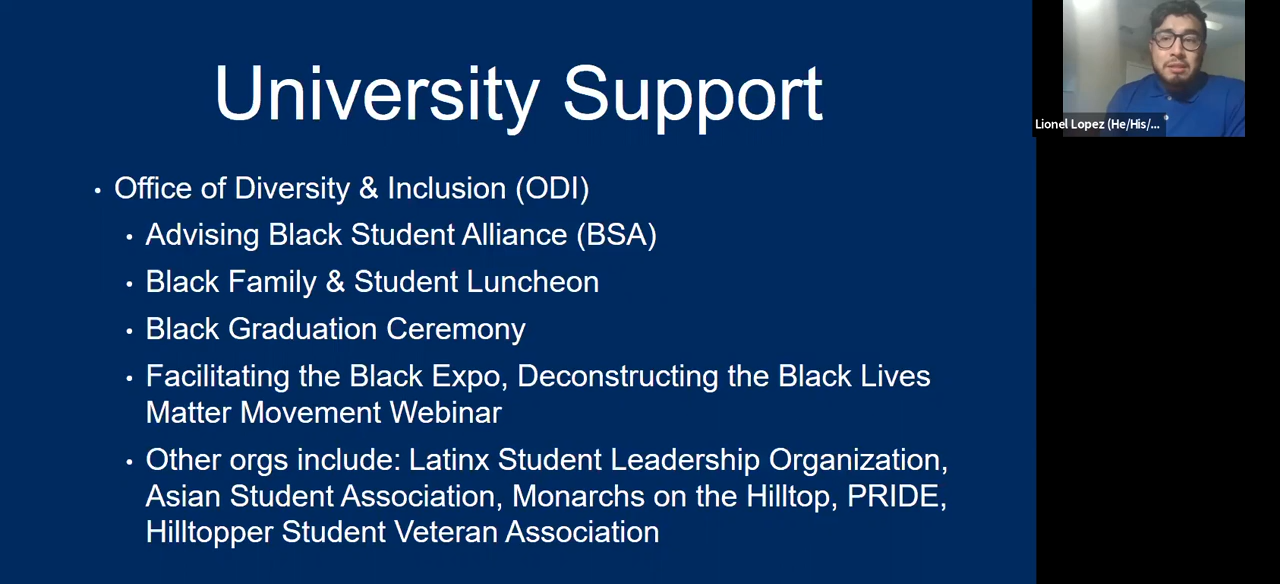 University Support
• Office of Diversity & Inclusion (ODI)
• Advising Black Student Alliance (BSA)
• Black Family & Student Luncheon
• Black Graduation Ceremony
• Facilitating the Black Expo, Deconstructing the Black Lives
Matter Movement Webinar
• Other orgs include: Latinx Student Leadership Organization,
Asian Student Association, Monarchs on the Hilltop, PRIDE,
Hilltopper Student Veteran Association
Lionel Lopez (He/His/...